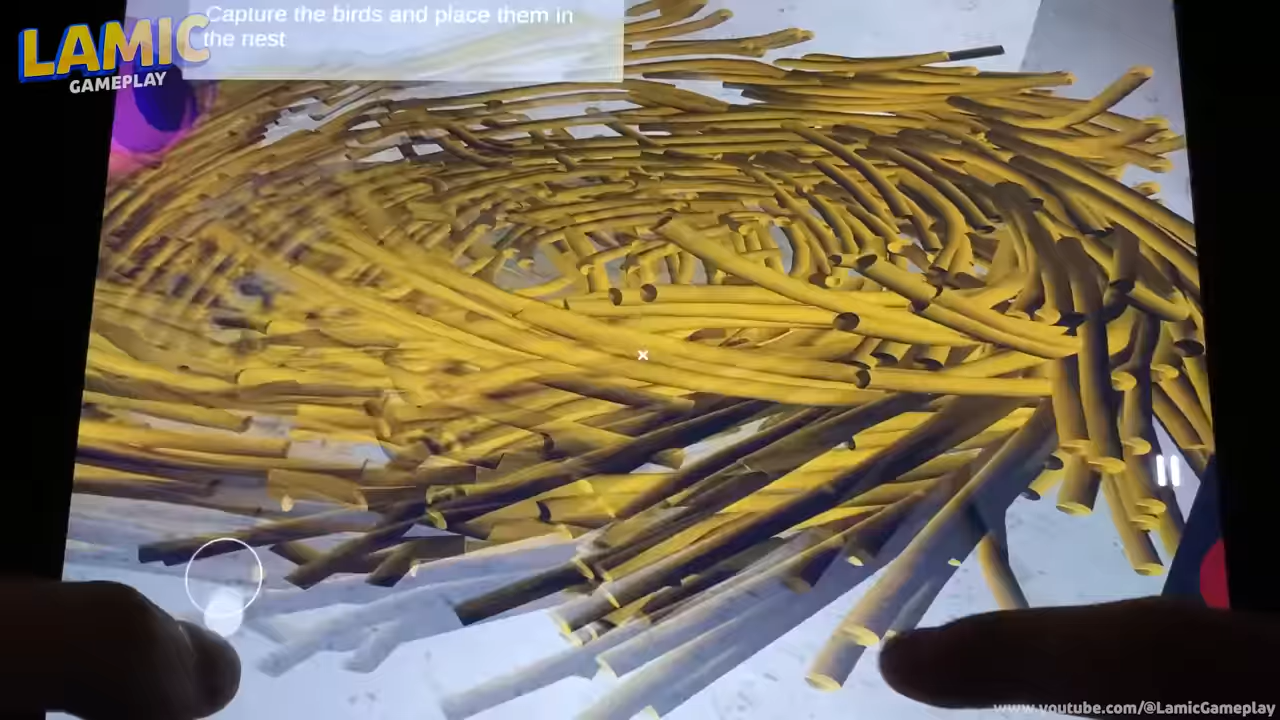 Capture the birds and place them in
the nest
LAMIC
GAMEPLAY
www.youtube.com/@LamicGameplay